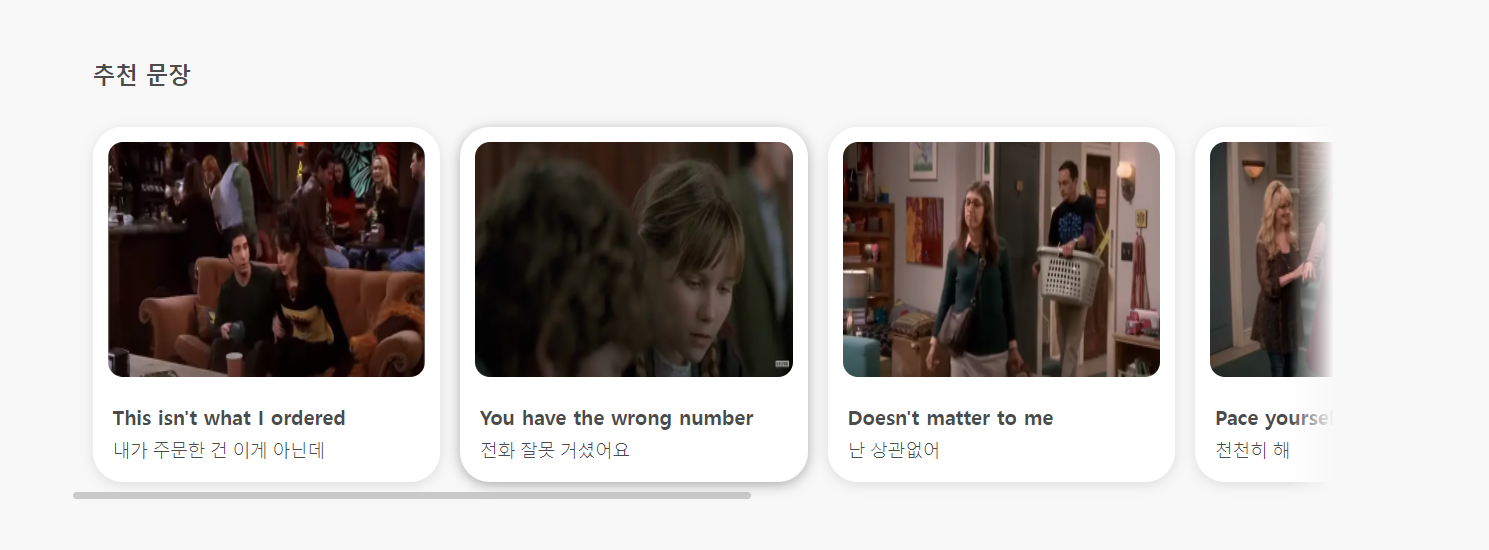 추천 문장
This isn't what I ordered
내가 주문한 건 이게 아닌데
You have the wrong number
전화 잘못 거셨어요
Doesn't matter to me
난 상관없어
Pace yoursel
천천히 해